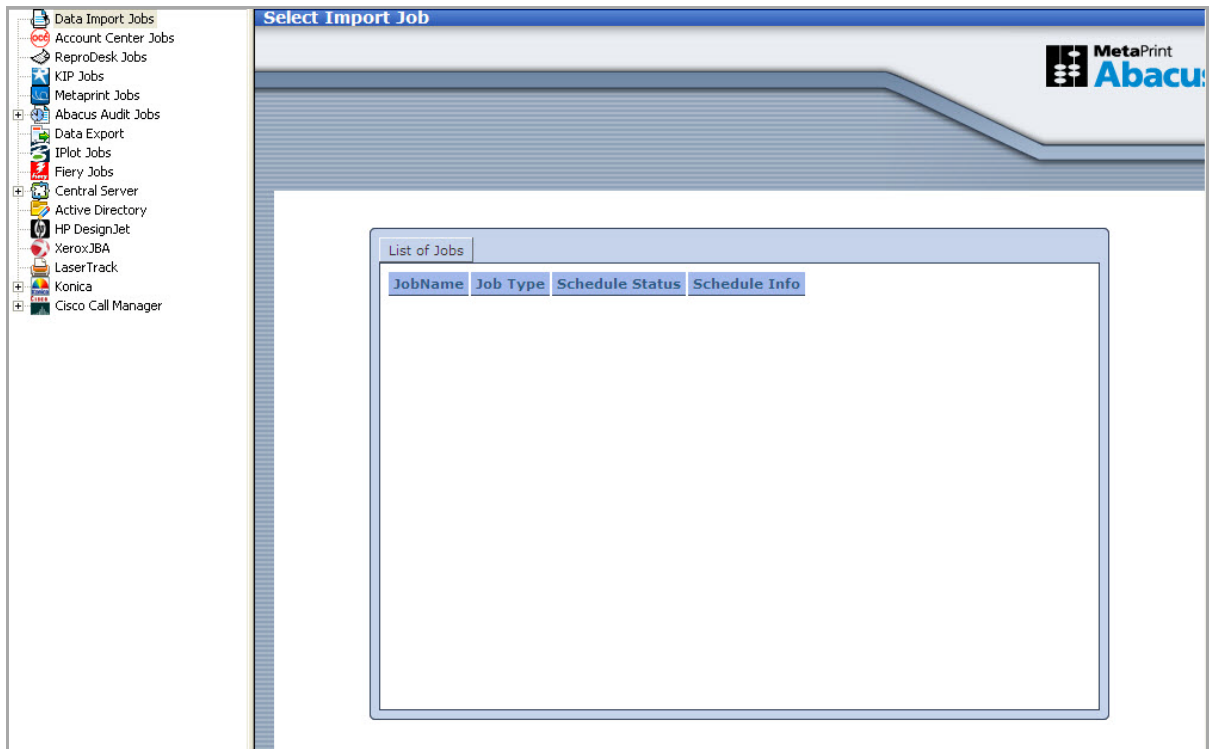 Data Import Jobs
Account Center Jobs
ReproDesk Jobs
KIP Jobs
Metaprint Jobs
Abacus Audit Jobs
Data Export
IPlot Jobs
Fiery Jobs
Central Server
Active Directory
HP DesignJet
XeroxJBA
LaserTrack
Konica
Cisco Call Manager
Select Import Job
MetaPrint
Abacus
List of Jobs
JobName Job Type Schedule Status Schedule Info